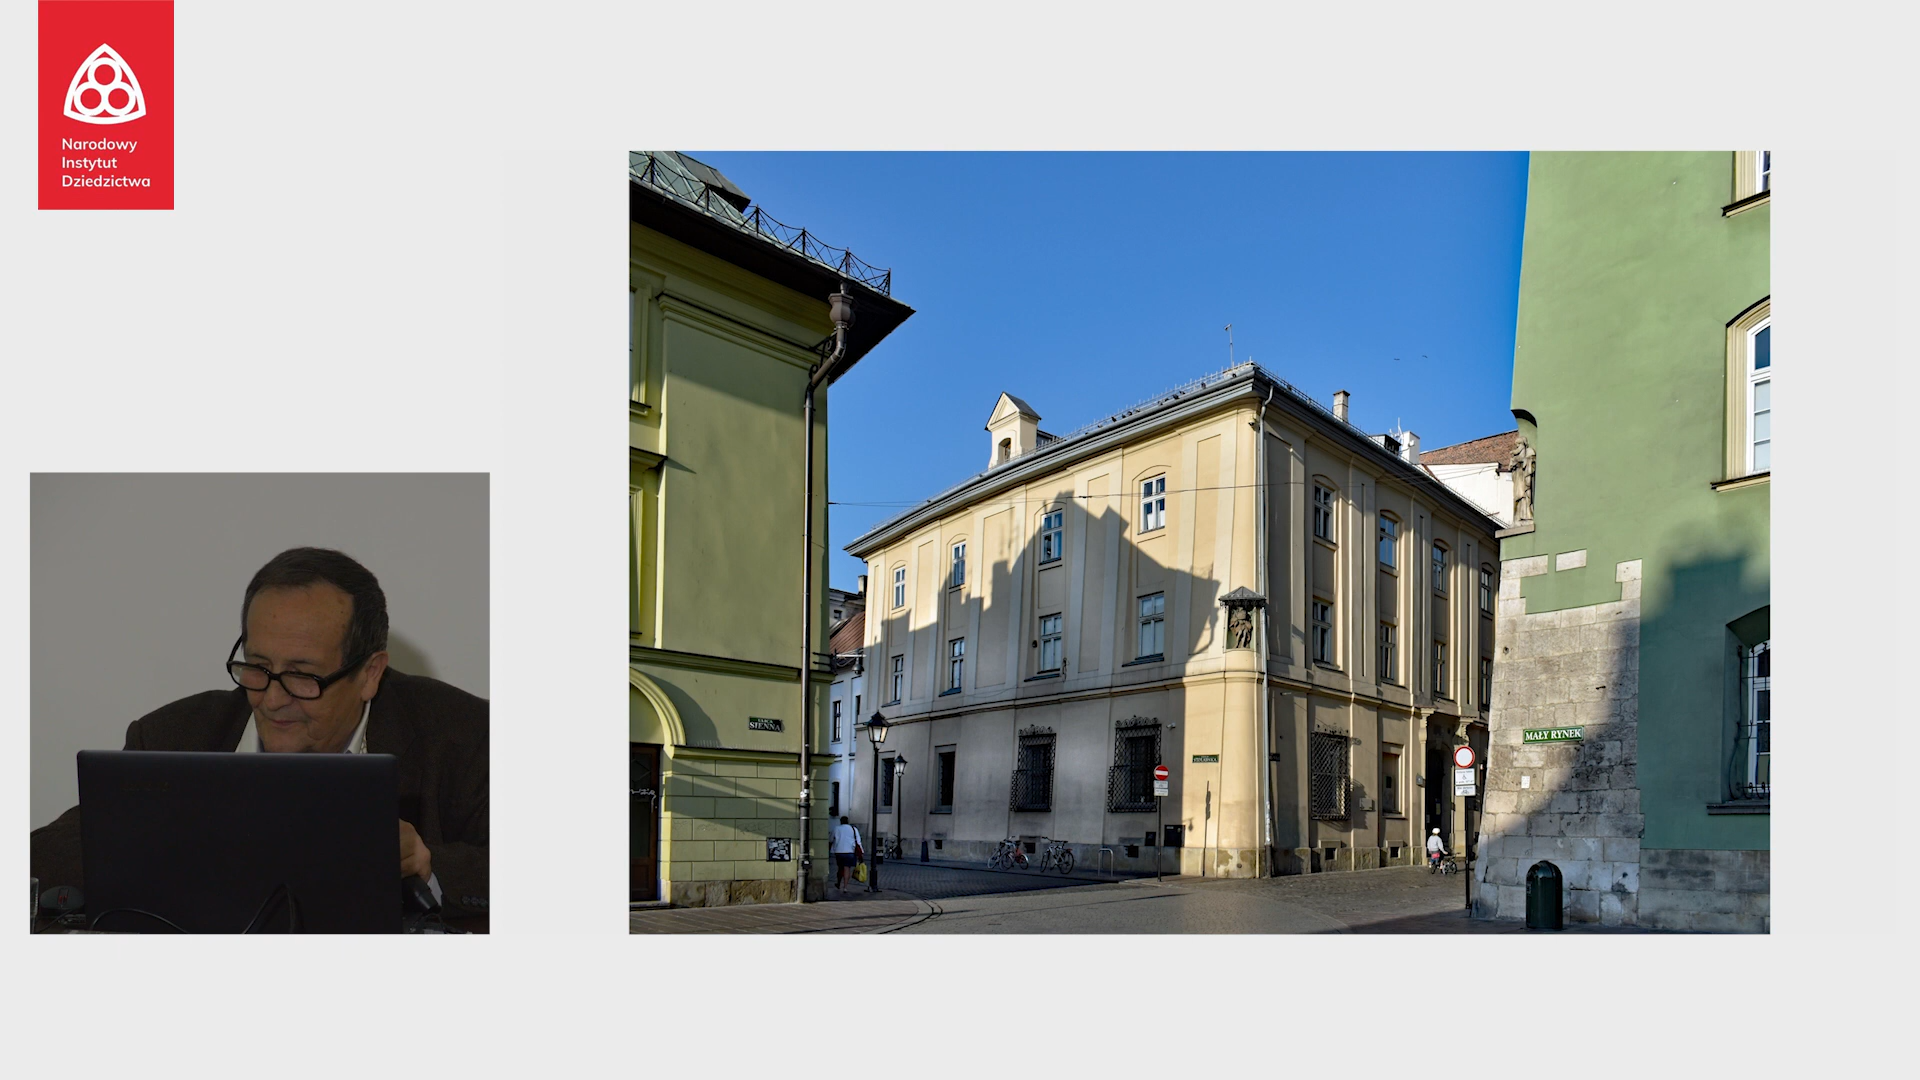 Narodowy
Instytut
Dziedzictwa
SIENNA
MAŁY RYNEK